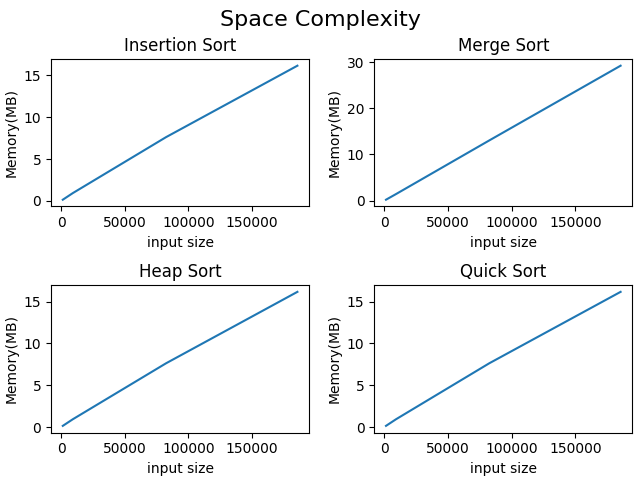 Space Complexity
Insertion Sort
Memory(MB)
15
10
5
0
0 50000 100000 150000
input size
Merge Sort
Memory(MB)
30
20
10
0
0 50000 100000 150000
input size
Heap Sort
Memory(MB)
15
10
5
0
0 50000 100000 150000
input size
Quick Sort
Memory(MB)
15
10
5
0
0 50000 100000 150000
input size